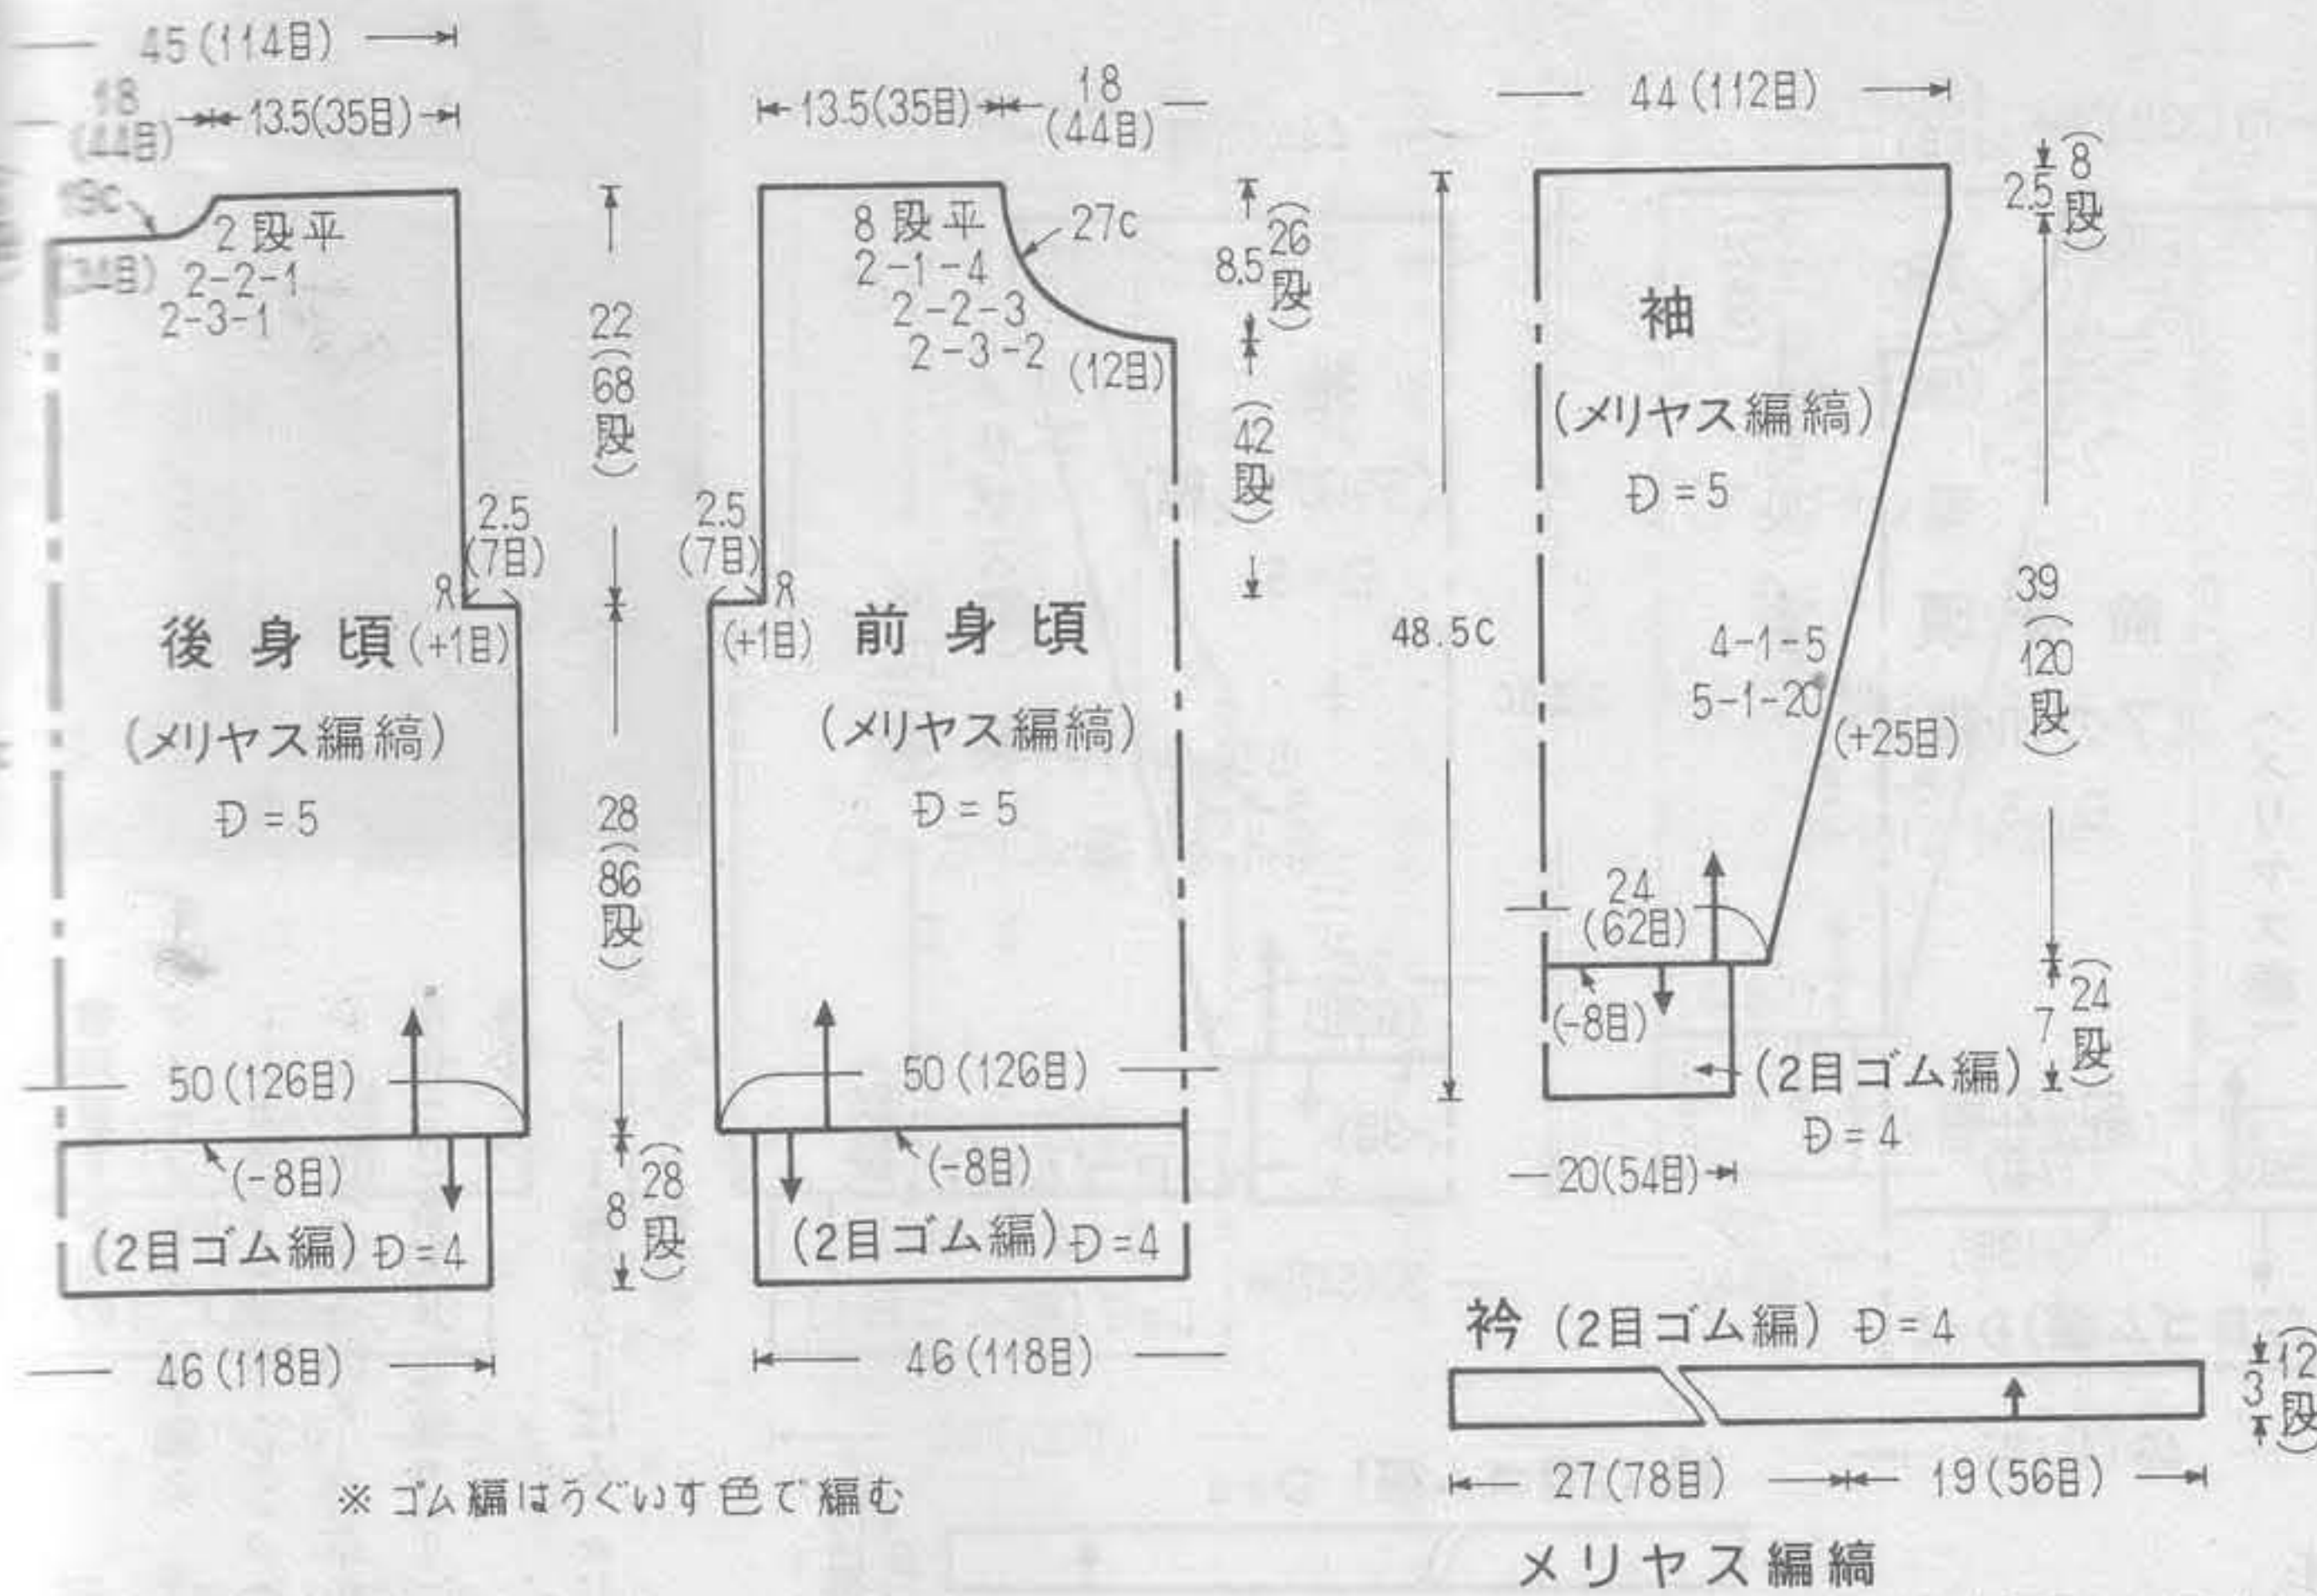 45(114目)
18
(44目)
13.5(35目)
19c
(34目)
2段平
2-2-1
2-3-1
22(68段)
2.5
(7目)
(+1目)
後身頃
(メリヤス編縞)
Đ=5
28(86段)
50(126目)
(-8目)
(2目ゴム編)Đ=4
8(28段)
46(118目)
13.5(35目)
18
(44目)
8段平
2-1-4
2-2-3
2-3-2
27c
(12目)
8.5(26段)
(42段)
2.5
(7目)
(+1目)
前身頃
(メリヤス編縞)
Đ=5
50(126目)
(-8目)
(2目ゴム編)Đ=4
46(118目)
44(112目)
2.5(8段)
袖
(メリヤス編縞)
Đ=5
48.5c
4-1-5
5-1-20
(+25目)
39(120段)
24
(62目)
(-8目)
7(24段)
(2目ゴム編)
Đ=4
20(54目)
衿(2目ゴム編)Đ=4
3(12段)
27(78目)
19(56目)
※ゴム編はうぐいす色で編む
メリヤス編縞